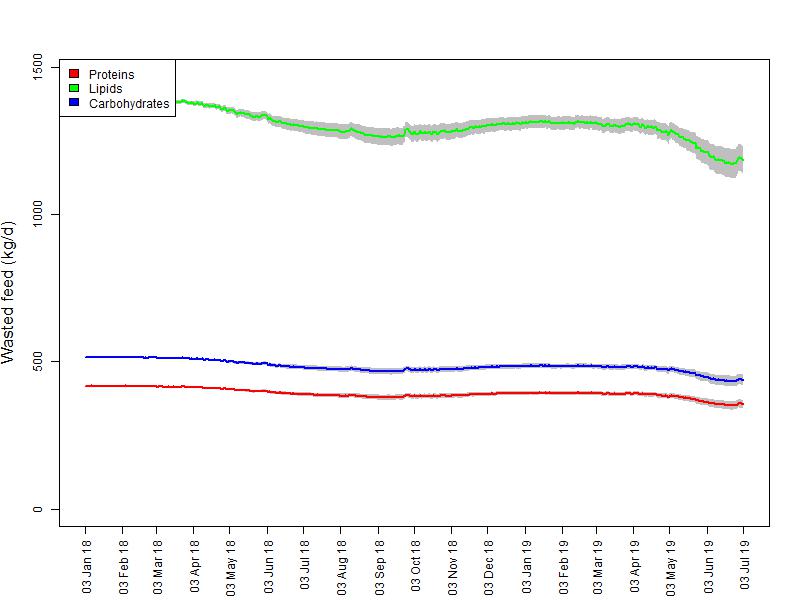 Proteins
Lipids
Carbohydrates
Wasted feed (kg/d)
1500
1000
500
0
03 Jan 18
03 Feb 18
03 Mar 18
03 Apr 18
03 May 18
03 Jun 18
03 Jul 18
03 Aug 18
03 Sep 18
03 Oct 18
03 Nov 18
03 Dec 18
03 Jan 19
03 Feb 19
03 Mar 19
03 Apr 19
03 May 19
03 Jun 19
03 Jul 19